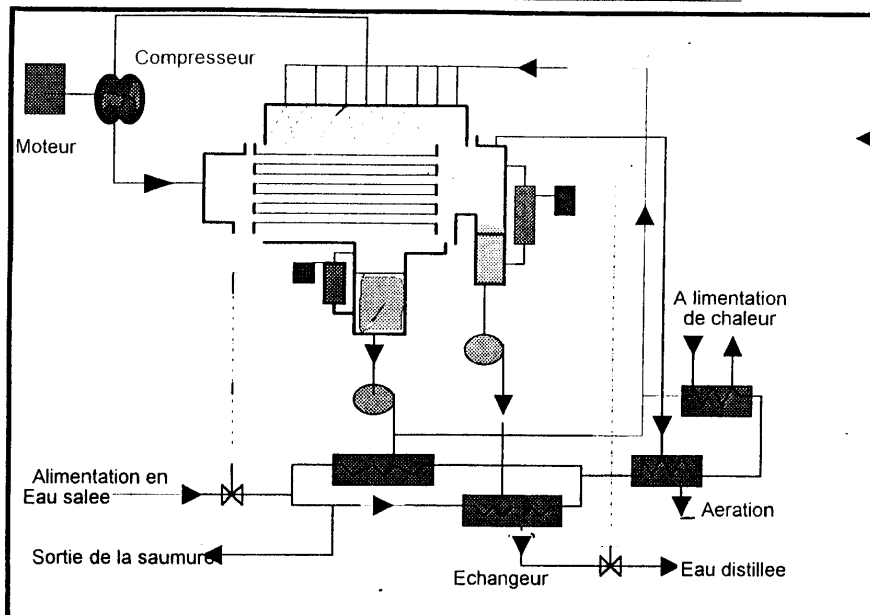 Compresseur
Moteur
A limentation
de chaleur
Alimentation en
Eau salee
Aeration
Sortie de la saumure
Echangeur
Eau distillee